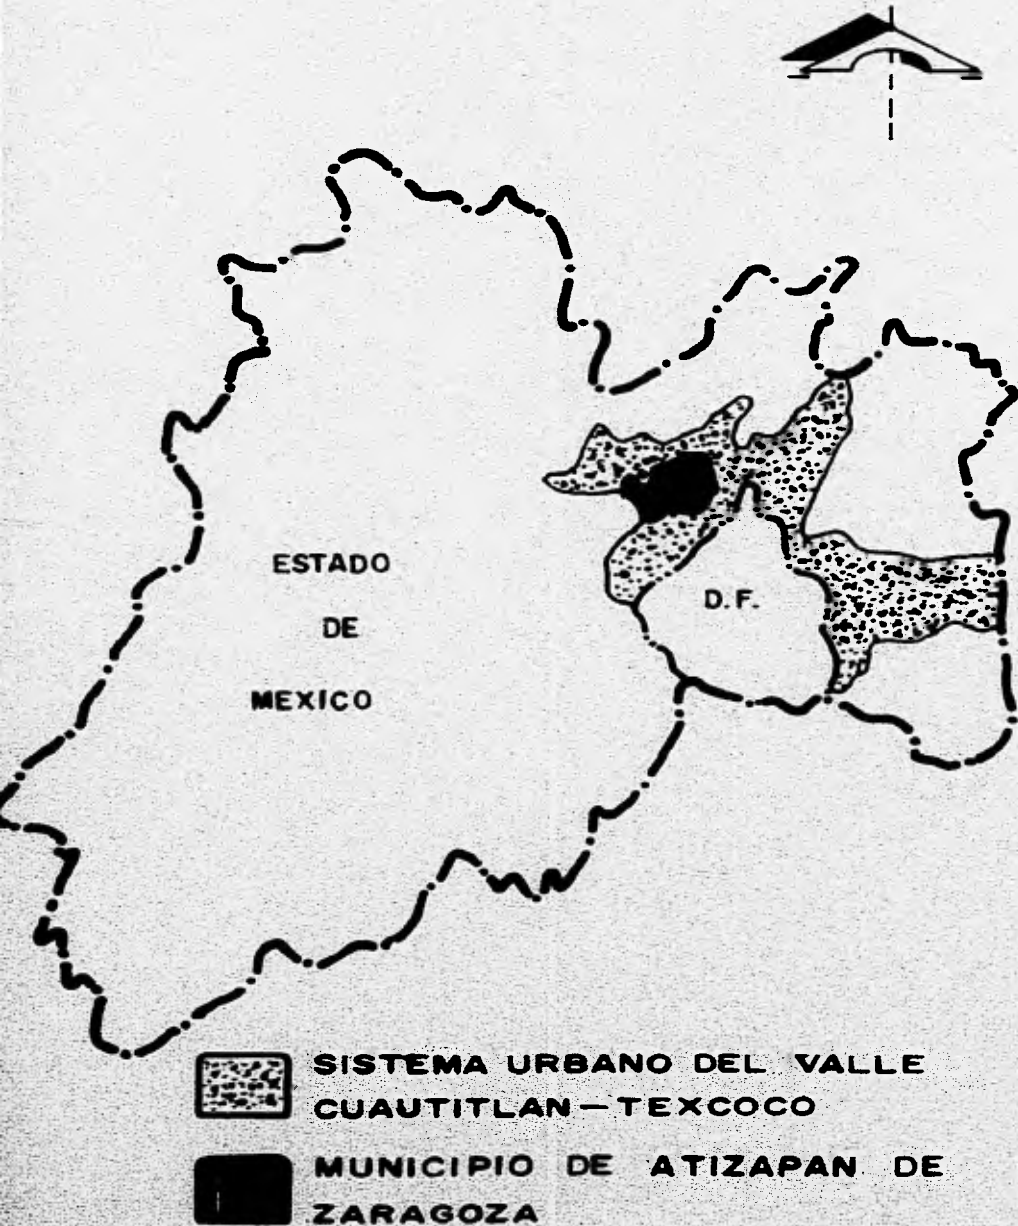 ESTADO
DE
MEXICO
D.F.
SISTEMA URBANO DEL VALLE
CUAUTITLAN—TEXCOCO
MUNICIPIO DE ATIZAPAN DE
ZARAGOZA